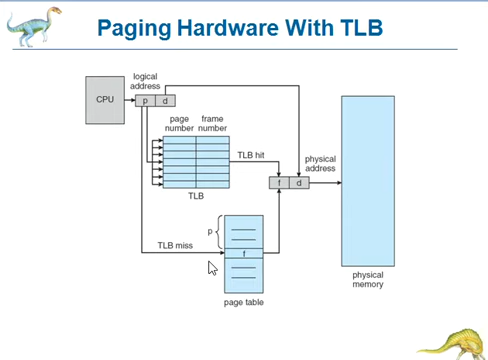 Paging Hardware With TLB
logical
address
CPU
p d
page frame
number number
TLB hit
physical
address
f d
TLB
p
TLB miss
f
page table
physical
memory